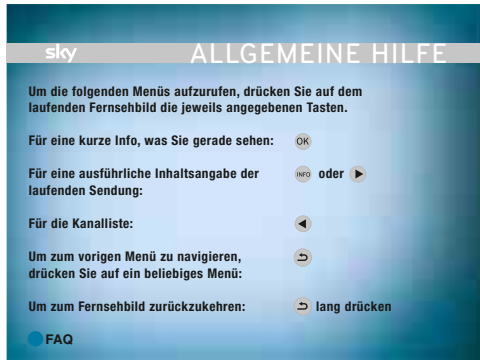 sky ALLGEMEINE HILFE
Um die folgenden Menüs aufzurufen, drücken Sie auf dem
laufenden Fernsehbild die jeweils angegebenen Tasten.
Für eine kurze Info, was Sie gerade sehen: OK
Für eine ausführliche Inhaltsangabe der INFO oder
laufenden Sendung:
Für die Kanalliste:
Um zum vorigen Menü zu navigieren,
drücken Sie auf ein beliebiges Menü:
Um zum Fernsehbild zurückzukehren: lang drücken
FAQ